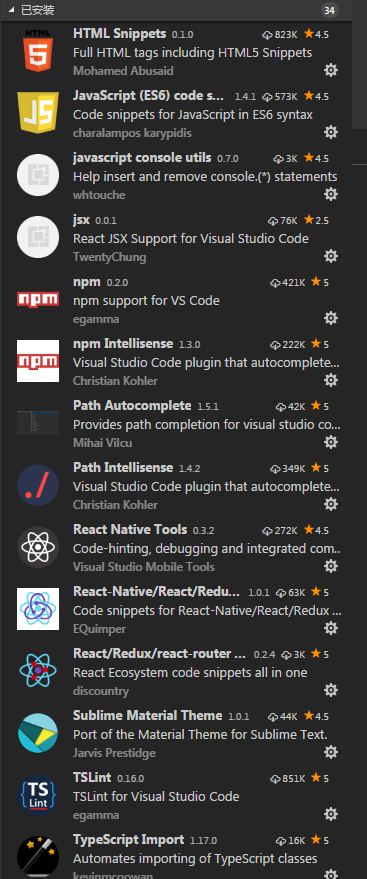 已安装 34
HTML Snippets 0.1.0 823K 4.5
Full HTML tags including HTML5 Snippets
Mohamed Abusaid
JavaScript (ES6) code s... 1.4.1 573K 4.5
Code snippets for JavaScript in ES6 syntax
charalampos karypidis
javascript console utils 0.7.0 3K 5
Help insert and remove console.(*) statements
whtouche
jsx 0.0.1 76K 2.5
React JSX Support for Visual Studio Code
TwentyChung
npm 0.2.0 421K 5
npm support for VS Code
egamma
npm Intellisense 1.3.0 222K 5
Visual Studio Code plugin that autocomplete...
Christian Kohler
Path Autocomplete 1.5.1 42K 5
Provides path completion for visual studio co...
Mihai Vilcu
Path Intellisense 1.4.2 349K 5
Visual Studio Code plugin that autocomplete...
Christian Kohler
React Native Tools 0.3.2 272K 4.5
Code-hinting, debugging and integrated com...
Visual Studio Mobile Tools
React-Native/React/Redu... 1.0.1 63K 5
Code snippets for React-Native/React/Redux ...
EQuimper
React/Redux/react-router ... 0.2.4 3K 5
React Ecosystem code snippets all in one
discountry
Sublime Material Theme 1.0.1 44K 4.5
Port of the Material Theme for Sublime Text.
Jarvis Prestidge
TSLint 0.16.0 851K 5
TSLint for Visual Studio Code
egamma
TypeScript Import 1.17.0 16K 5
Automates importing of TypeScript classes
kevinmcgowan
HTML
5
JS
npm
npm
TS
Lint